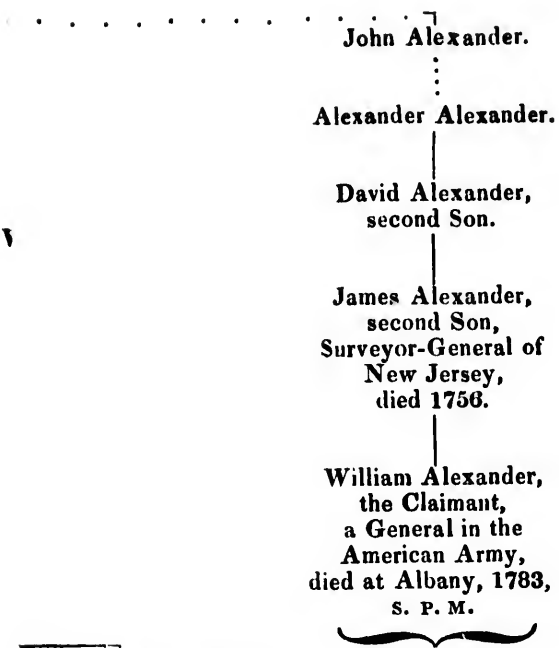 John Alexander.
Alexander Alexander.
David Alexander,
second Son.
James Alexander,
second Son,
Surveyor-General of
New Jersey,
died 1756.
William Alexander,
the Claimant,
a General in the
American Army,
died at Albany, 1783,
S. P. M.